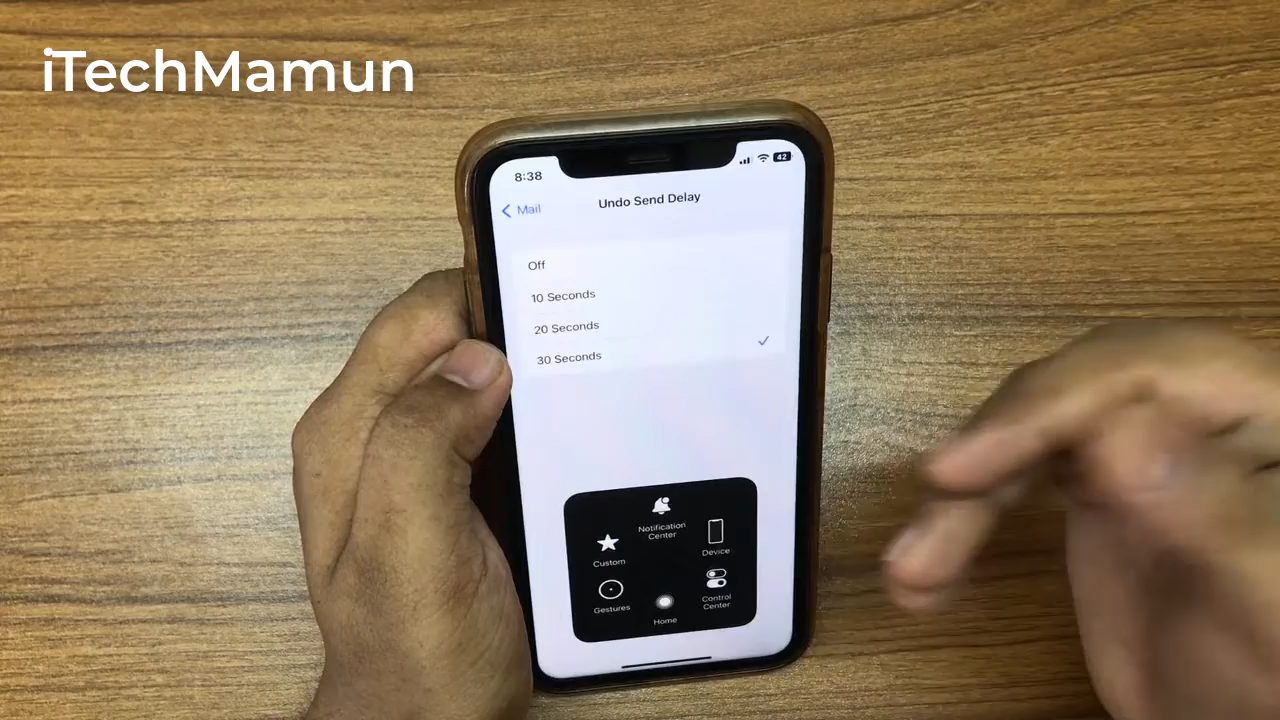 iTechMamun
8:38
42
Mail
Undo Send Delay
Off
10 Seconds
20 Seconds
30 Seconds
Notification
Center
Custom
Device
Gestures
Control
Center
Home